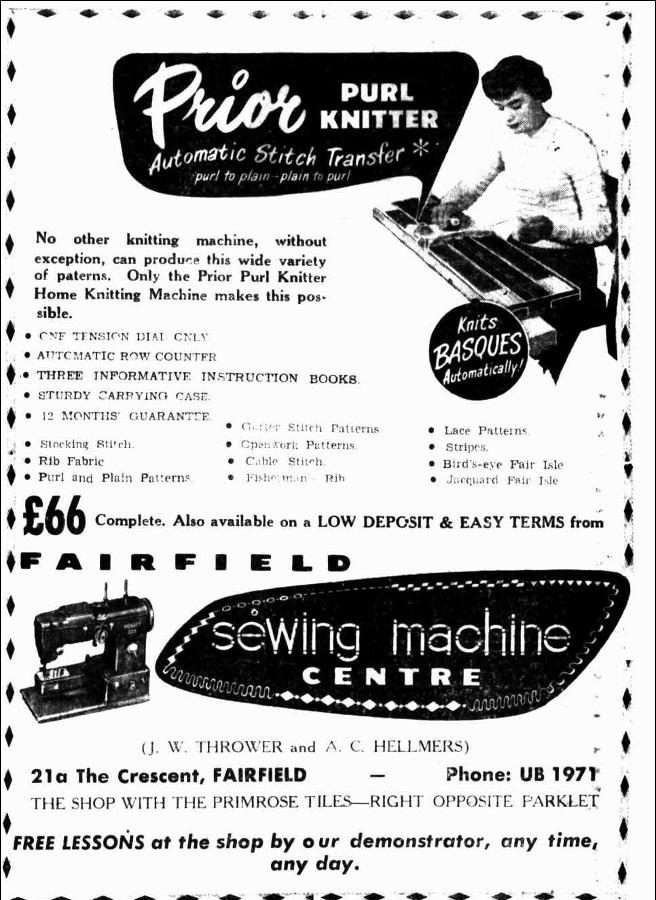 Prior PURL
KNITTER
Automatic Stitch Transfer *
purl to plain - plain to purl
No other knitting machine, without
exception, can produce this wide variety
of paterns. Only the Prior Purl Knitter
Home Knitting Machine makes this pos-
sible.
Knits
BASQUES
Automatically!
• ONE TENSION DIAL ONLY.
• AUTOMATIC ROW COUNTER
• THREE INFORMATIVE INSTRUCTION BOOKS.
• STURDY CARRYING CASE.
• 12 MONTHS' GUARANTEE.
• Stocking Stitch.
• Rib Fabric
• Purl and Plain Patterns.
• Garter Stitch Patterns
• Openwork Patterns.
• Cable Stitch.
• Fisherman's Rib
• Lace Patterns.
• Stripes.
• Bird's-eye Fair Isle
• Jacquard Fair Isle
£66 Complete. Also available on a LOW DEPOSIT & EASY TERMS from
FAIRFIELD
sewing machine
CENTRE
(J. W. THROWER and A. C. HELLMERS)
21a The Crescent, FAIRFIELD — Phone: UB 1971
THE SHOP WITH THE PRIMROSE TILES—RIGHT OPPOSITE PARKLET
FREE LESSONS at the shop by our demonstrator, any time,
any day.